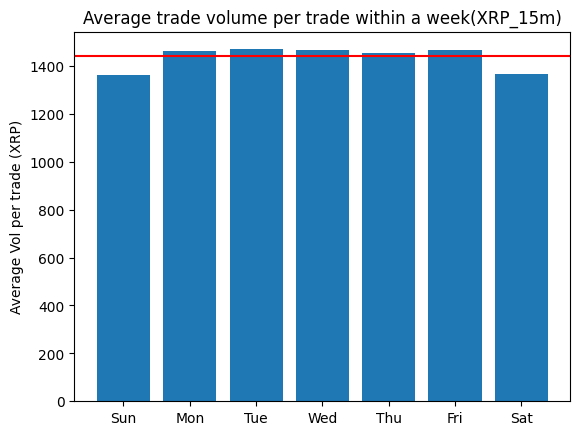 Average trade volume per trade within a week(XRP_15m)
Average Vol per trade (XRP)
1400
1200
1000
800
600
400
200
0
Sun Mon Tue Wed Thu Fri Sat